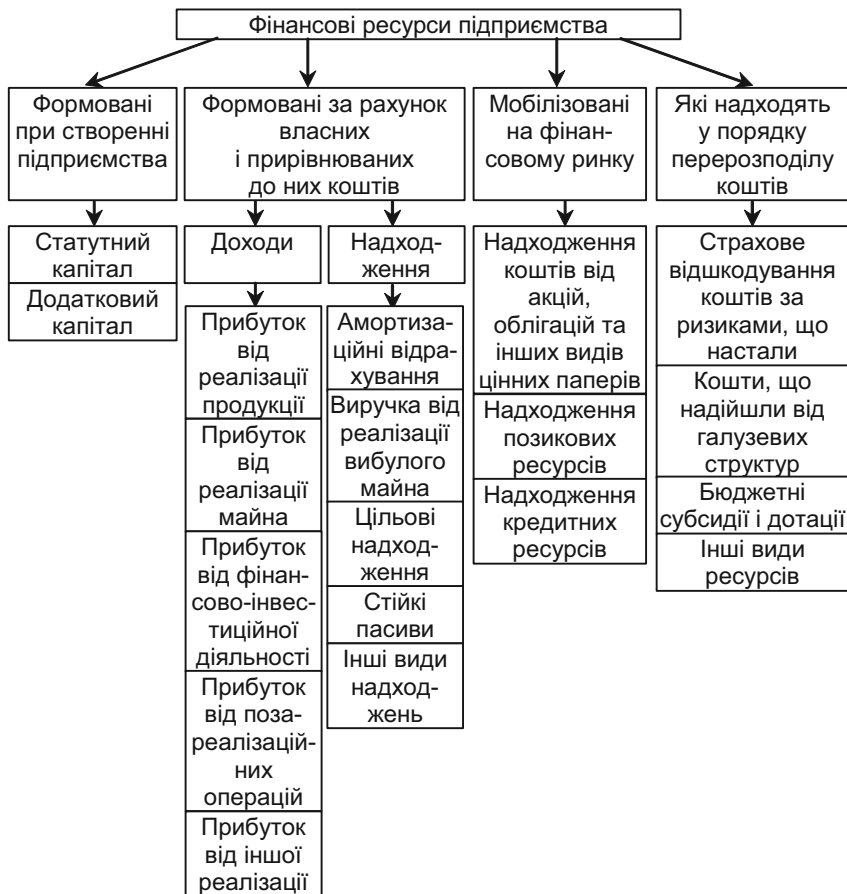 Фінансові ресурси підприємства
Формовані
при створенні
підприємства
Формовані за рахунок
власних
і прирівнюваних
до них коштів
Мобілізовані
на фінан-
совому ринку
Які надходять
у порядку
перерозподілу
коштів
Статутний
капітал
Додатковий
капітал
Доходи
Прибуток
від
реалізації
продукції
Прибуток
від
реалізації
майна
Прибуток
від фінан-
сово-інвес-
тиційної
діяльності
Прибуток
від поза-
реалізацій-
них
операцій
Прибуток
від іншої
реалізації
Надход-
ження
Амортиза-
ційні відра-
хування
Виручка від
реалізації
вибулого
майна
Цільові
надход-
ження
Стійкі
пасиви
Інші види
надход-
жень
Надходження
коштів від
акцій,
облігацій та
інших видів
цінних паперів
Надходження
позикових
ресурсів
Надходження
кредитних
ресурсів
Страхове
відшкодування
коштів за
ризиками, що
настали
Кошти, що
надійшли від
галузевих
структур
Бюджетні
субсидії і дотації
Інші види
ресурсів